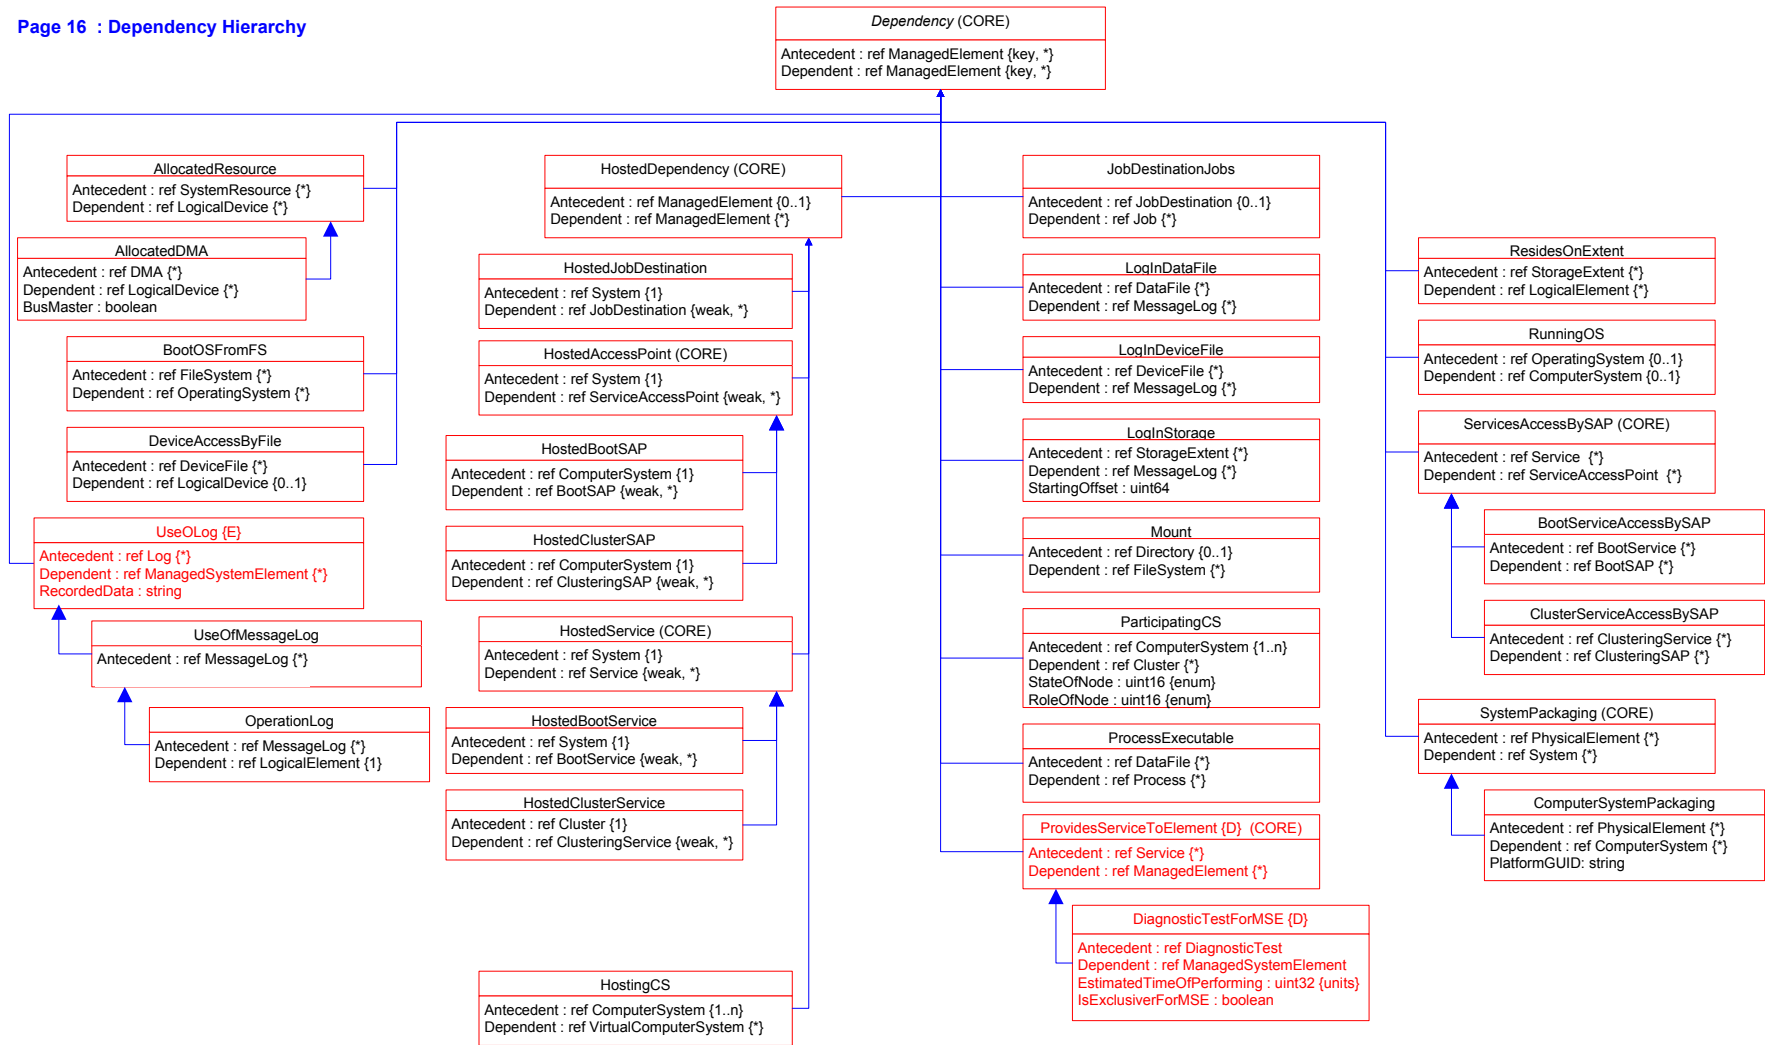 Page 16 : Dependency Hierarchy
Dependency (CORE)
Antecedent : ref ManagedElement {key, *}
Dependent : ref ManagedElement {key, *}
AllocatedResource
Antecedent : ref SystemResource {*}
Dependent : ref LogicalDevice {*}
AllocatedDMA
Antecedent : ref DMA {*}
Dependent : ref LogicalDevice {*}
BusMaster : boolean
BootOSFromFS
Antecedent : ref FileSystem {*}
Dependent : ref OperatingSystem {*}
DeviceAccessByFile
Antecedent : ref DeviceFile {*}
Dependent : ref LogicalDevice {0..1}
UseOLog {E}
Antecedent : ref Log {*}
Dependent : ref ManagedSystemElement {*}
RecordedData : string
UseOfMessageLog
Antecedent : ref MessageLog {*}
OperationLog
Antecedent : ref MessageLog {*}
Dependent : ref LogicalElement {1}
HostedDependency (CORE)
Antecedent : ref ManagedElement {0..1}
Dependent : ref ManagedElement {*}
HostedJobDestination
Antecedent : ref System {1}
Dependent : ref JobDestination {weak, *}
HostedAccessPoint (CORE)
Antecedent : ref System {1}
Dependent : ref ServiceAccessPoint {weak, *}
HostedBootSAP
Antecedent : ref ComputerSystem {1}
Dependent : ref BootSAP {weak, *}
HostedClusterSAP
Antecedent : ref ComputerSystem {1}
Dependent : ref ClusteringSAP {weak, *}
HostedService (CORE)
Antecedent : ref System {1}
Dependent : ref Service {weak, *}
HostedBootService
Antecedent : ref System {1}
Dependent : ref BootService {weak, *}
HostedClusterService
Antecedent : ref Cluster {1}
Dependent : ref ClusteringService {weak, *}
HostingCS
Antecedent : ref ComputerSystem {1..n}
Dependent : ref VirtualComputerSystem {*}
JobDestinationJobs
Antecedent : ref JobDestination {0..1}
Dependent : ref Job {*}
LogInDataFile
Antecedent : ref DataFile {*}
Dependent : ref MessageLog {*}
LogInDeviceFile
Antecedent : ref DeviceFile {*}
Dependent : ref MessageLog {*}
LogInStorage
Antecedent : ref StorageExtent {*}
Dependent : ref MessageLog {*}
StartingOffset : uint64
Mount
Antecedent : ref Directory {0..1}
Dependent : ref FileSystem {*}
ParticipatingCS
Antecedent : ref ComputerSystem {1..n}
Dependent : ref Cluster {*}
StateOfNode : uint16 {enum}
RoleOfNode : uint16 {enum}
ProcessExecutable
Antecedent : ref DataFile {*}
Dependent : ref Process {*}
ProvidesServiceToElement {D} (CORE)
Antecedent : ref Service {*}
Dependent : ref ManagedElement {*}
DiagnosticTestForMSE {D}
Antecedent : ref DiagnosticTest
Dependent : ref ManagedSystemElement
EstimatedTimeOfPerforming : uint32 {units}
IsExclusiverForMSE : boolean
ResidesOnExtent
Antecedent : ref StorageExtent {*}
Dependent : ref LogicalElement {*}
RunningOS
Antecedent : ref OperatingSystem {0..1}
Dependent : ref ComputerSystem {0..1}
ServicesAccessBySAP (CORE)
Antecedent : ref Service {*}
Dependent : ref ServiceAccessPoint {*}
BootServiceAccessBySAP
Antecedent : ref BootService {*}
Dependent : ref BootSAP {*}
ClusterServiceAccessBySAP
Antecedent : ref ClusteringService {*}
Dependent : ref ClusteringSAP {*}
SystemPackaging (CORE)
Antecedent : ref PhysicalElement {*}
Dependent : ref System {*}
ComputerSystemPackaging
Antecedent : ref PhysicalElement {*}
Dependent : ref ComputerSystem {*}
PlatformGUID: string